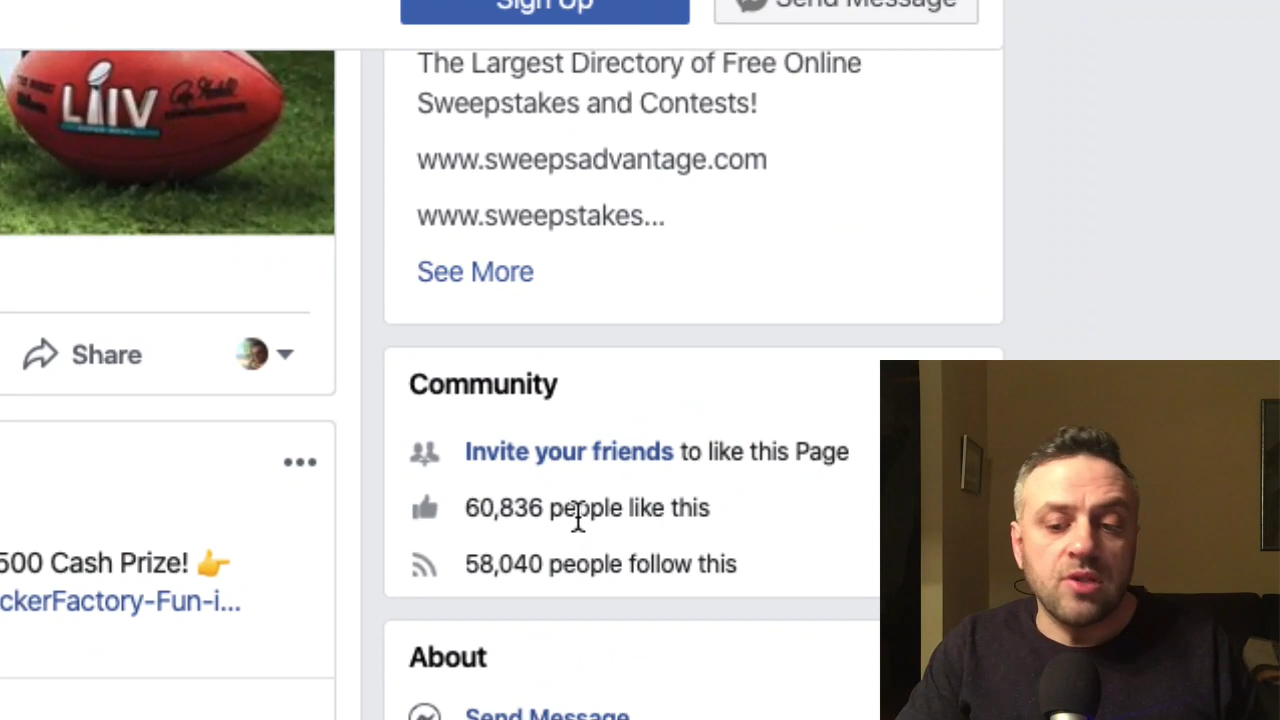 Sign Up
Send Message
LIIV
The Largest Directory of Free Online
Sweepstakes and Contests!
www.sweepsadvantage.com
www.sweepstakes...
See More
Share
Community
Invite your friends to like this Page
60,836 people like this
58,040 people follow this
500 Cash Prize! 👉
ckerFactory-Fun-i...
About
Send Message